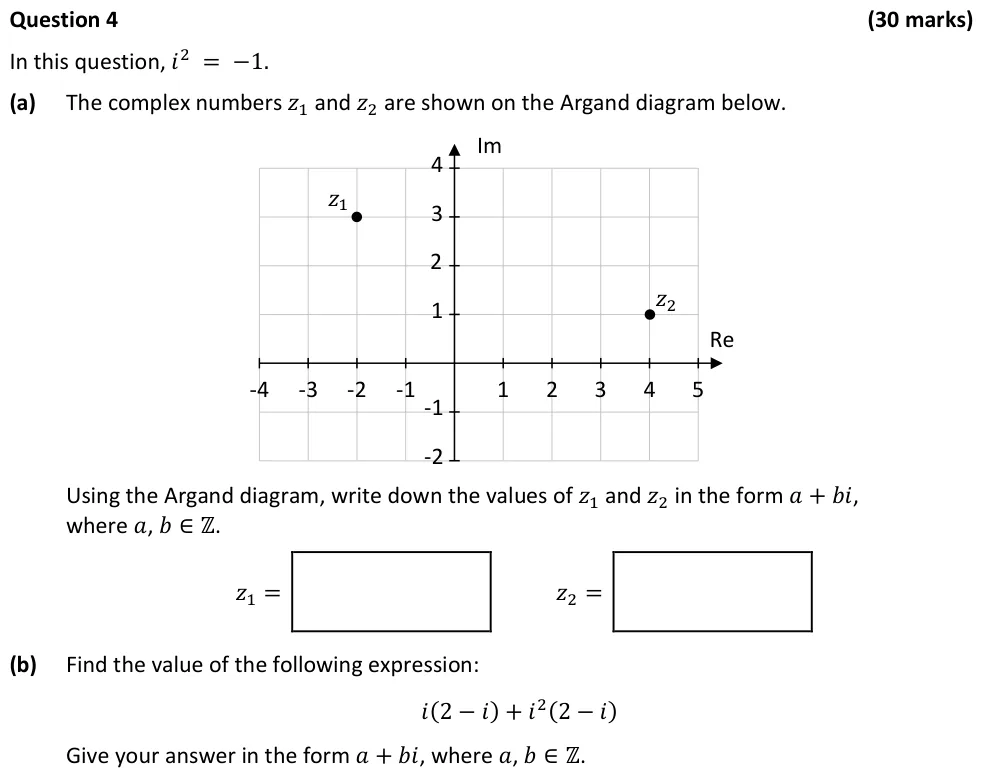 Question 4 (30 marks)
In this question, i² = −1.
(a) The complex numbers z₁ and z₂ are shown on the Argand diagram below.
Im
4
z₁
3
2
z₂
1
Re
-4 -3 -2 -1 1 2 3 4 5
-1
-2
Using the Argand diagram, write down the values of z₁ and z₂ in the form a + bi,
where a, b ∈ ℤ.
z₁ = z₂ =
(b) Find the value of the following expression:
i(2 − i) + i²(2 − i)
Give your answer in the form a + bi, where a, b ∈ ℤ.